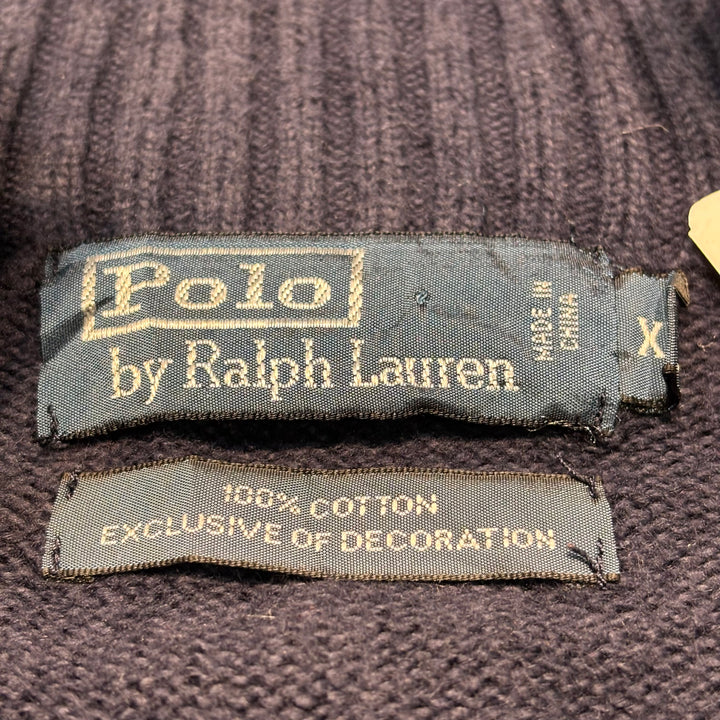 Polo
by Ralph Lauren
MADE IN
CHINA
X
100% COTTON
EXCLUSIVE OF DECORATION